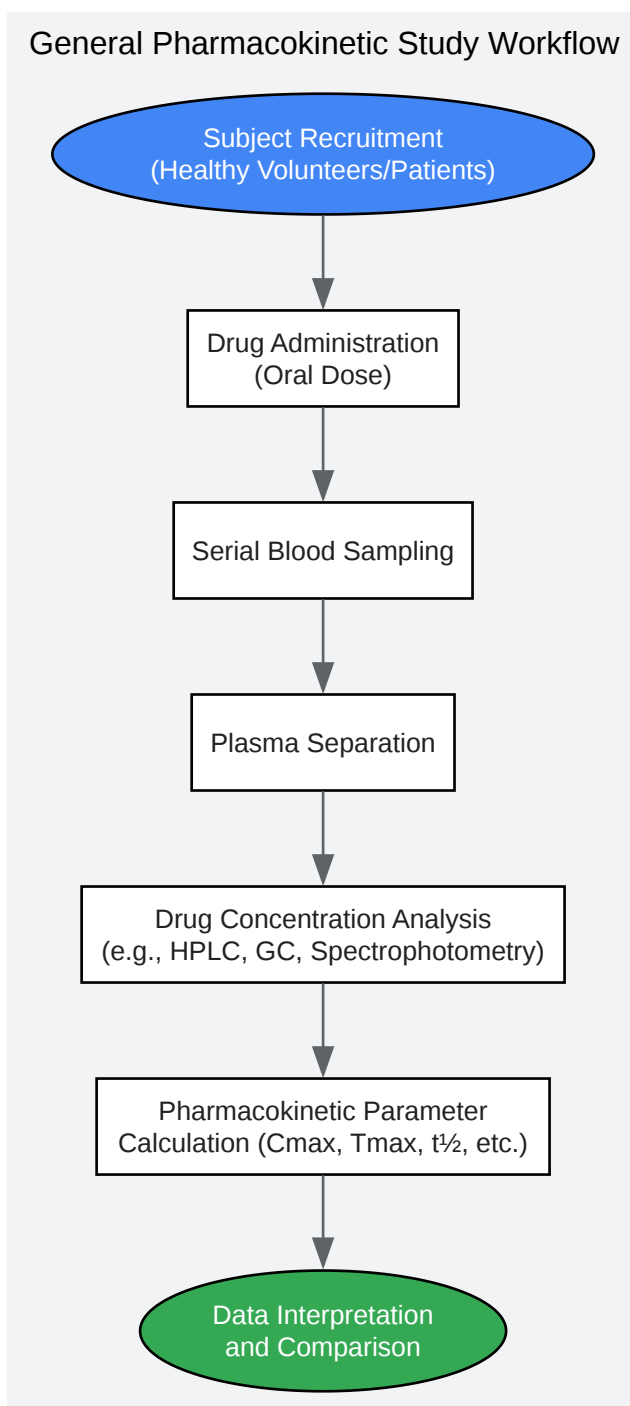 General Pharmacokinetic Study Workflow
Subject Recruitment
(Healthy Volunteers/Patients)
Drug Administration
(Oral Dose)
Serial Blood Sampling
Plasma Separation
Drug Concentration Analysis
(e.g., HPLC, GC, Spectrophotometry)
Pharmacokinetic Parameter
Calculation (Cmax, Tmax, t½, etc.)
Data Interpretation
and Comparison